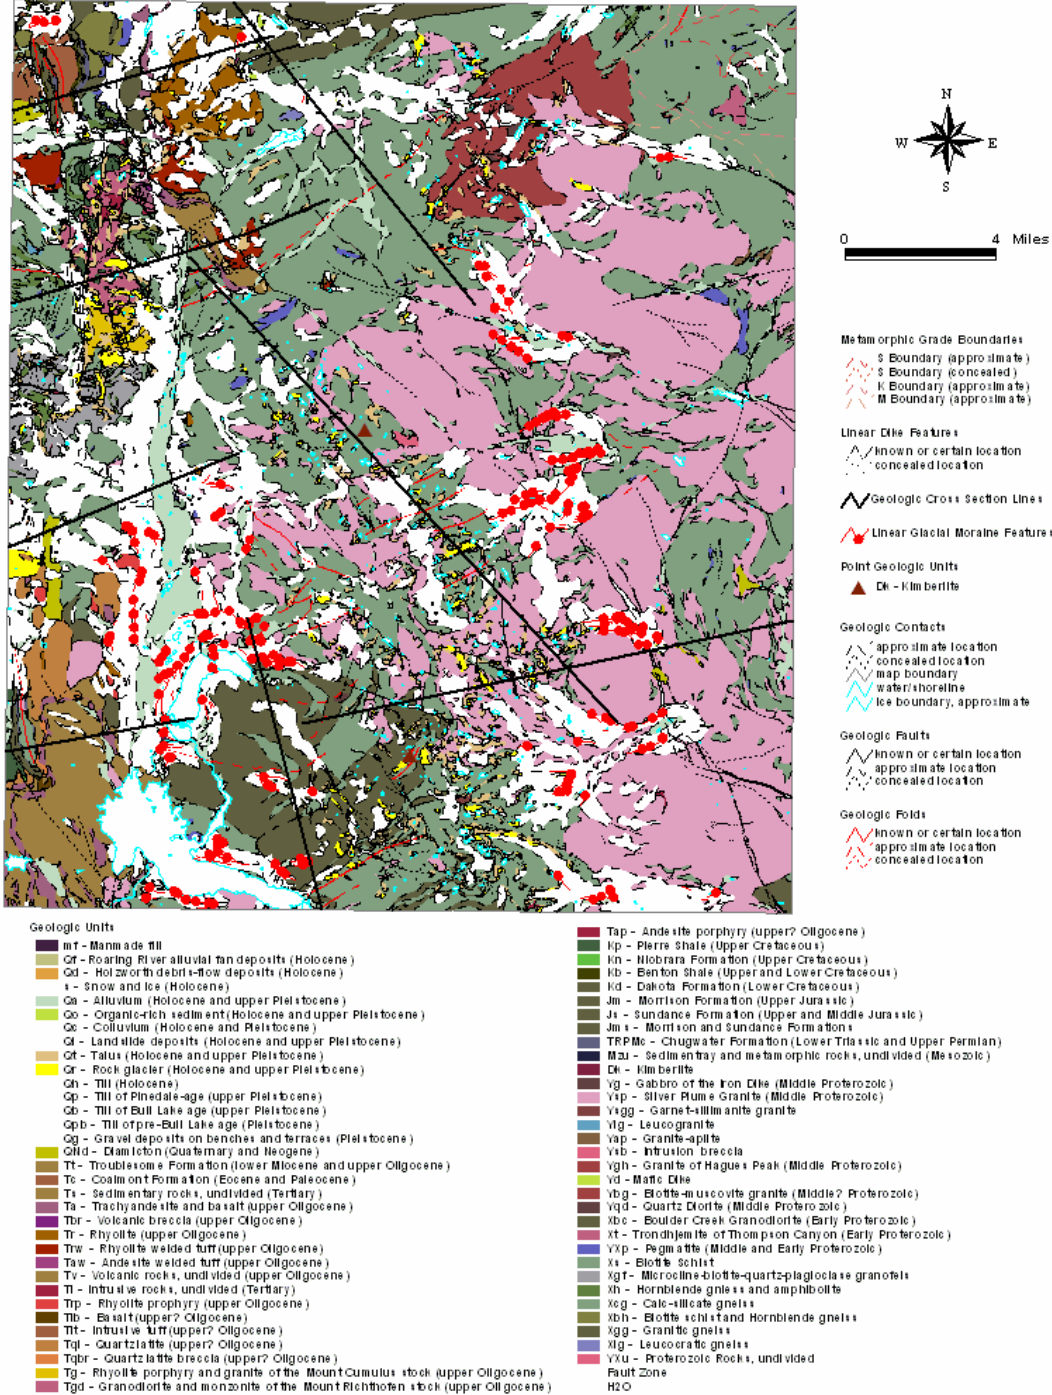 N
W E
S
0 4 Miles
Metamorphic Grade Boundaries
S Boundary (approximate)
S Boundary (concealed)
K Boundary (approximate)
M Boundary (approximate)
Linear Dike Features
known or certain location
concealed location
Geologic Cross Section Lines
Linear Glacial Moraine Features
Point Geologic Units
Dk - Kimberlite
Geologic Contacts
approximate location
concealed location
map boundary
water/shoreline
ice boundary, approximate
Geologic Faults
known or certain location
approximate location
concealed location
Geologic Folds
known or certain location
approximate location
concealed location
Geologic Units
mf - Manmade fill
Qf - Roaring River alluvial fan deposits (Holocene)
Qd - Holzworth debris-flow deposits (Holocene)
s - Snow and Ice (Holocene)
Qa - Alluvium (Holocene and upper Pleistocene)
Qo - Organic-rich sediment (Holocene and upper Pleistocene)
Qc - Colluvium (Holocene and Pleistocene)
Ql - Landslide deposits (Holocene and upper Pleistocene)
Qt - Talus (Holocene and upper Pleistocene)
Qr - Rock glacier (Holocene and upper Pleistocene)
Qh - Till (Holocene)
Qp - Till of Pinedale-age (upper Pleistocene)
Qb - Till of Bull Lake age (upper Pleistocene)
Qpb - Till of pre-Bull Lake age (Pleistocene)
Qg - Gravel deposits on benches and terraces (Pleistocene)
QNd - Diamicton (Quaternary and Neogene)
Tt - Troublesome Formation (lower Miocene and upper Oligocene)
Tc - Coalmont Formation (Eocene and Paleocene)
Ts - Sedimentary rocks, undivided (Tertiary)
Ta - Trachyandesite and basalt (upper Oligocene)
Tbr - Volcanic breccia (upper Oligocene)
Tr - Rhyolite (upper Oligocene)
Trw - Rhyolite welded tuff (upper Oligocene)
Taw - Andesite welded tuff (upper Oligocene)
Tv - Volcanic rocks, undivided (upper Oligocene)
Ti - Intrusive rocks, undivided (Tertiary)
Trp - Rhyolite prophyry (upper Oligocene)
Tib - Basalt (upper? Oligocene)
Tit - Intrusive tuff (upper? Oligocene)
Tql - Quartzlatite (upper? Oligocene)
Tqbr - Quartzlatite breccia (upper? Oligocene)
Tg - Rhyolite porphyry and granite of the Mount Cumulus stock (upper Oligocene)
Tgd - Granodiorite and monzonite of the Mount Richthofen stock (upper Oligocene)
Tap - Andesite porphyry (upper? Oligocene)
Kp - Pierre Shale (Upper Cretaceous)
Kn - Niobrara Formation (Upper Cretaceous)
Kb - Benton Shale (Upper and Lower Cretaceous)
Kd - Dakota Formation (Lower Cretaceous)
Jm - Morrison Formation (Upper Jurassic)
Js - Sundance Formation (Upper and Middle Jurassic)
Jms - Morrison and Sundance Formations
TRPMc - Chugwater Formation (Lower Triassic and Upper Permian)
Mzu - Sedimentray and metamorphic rocks, undivided (Mesozoic)
Dk - Kimberlite
Yg - Gabbro of the Iron Dike (Middle Proterozoic)
Ysp - Silver Plume Granite (Middle Proterozoic)
Ysgg - Garnet-sillimanite granite
Ylg - Leucogranite
Yap - Granite-aplite
Ysb - Intrusion breccia
Ygh - Granite of Hagues Peak (Middle Proterozoic)
Yd - Mafic Dike
Ybg - Biotite-muscovite granite (Middle? Proterozoic)
Yqd - Quartz Diorite (Middle Proterozoic)
Xbc - Boulder Creek Granodiorite (Early Proterozoic)
Xt - Trondhjemite of Thompson Canyon (Early Proterozoic)
YXp - Pegmatite (Middle and Early Proterozoic)
Xs - Biotite Schist
Xgf - Microcline-biotite-quartz-plagioclase granofels
Xh - Hornblende gniess and amphibolite
Xcg - Calc-silicate gneiss
Xbh - Biotite schist and Hornblende gneiss
Xgg - Granitic gneiss
Xlg - Leucocratic gneiss
YXu - Proterozoic Rocks, undivided
Fault Zone
H2O